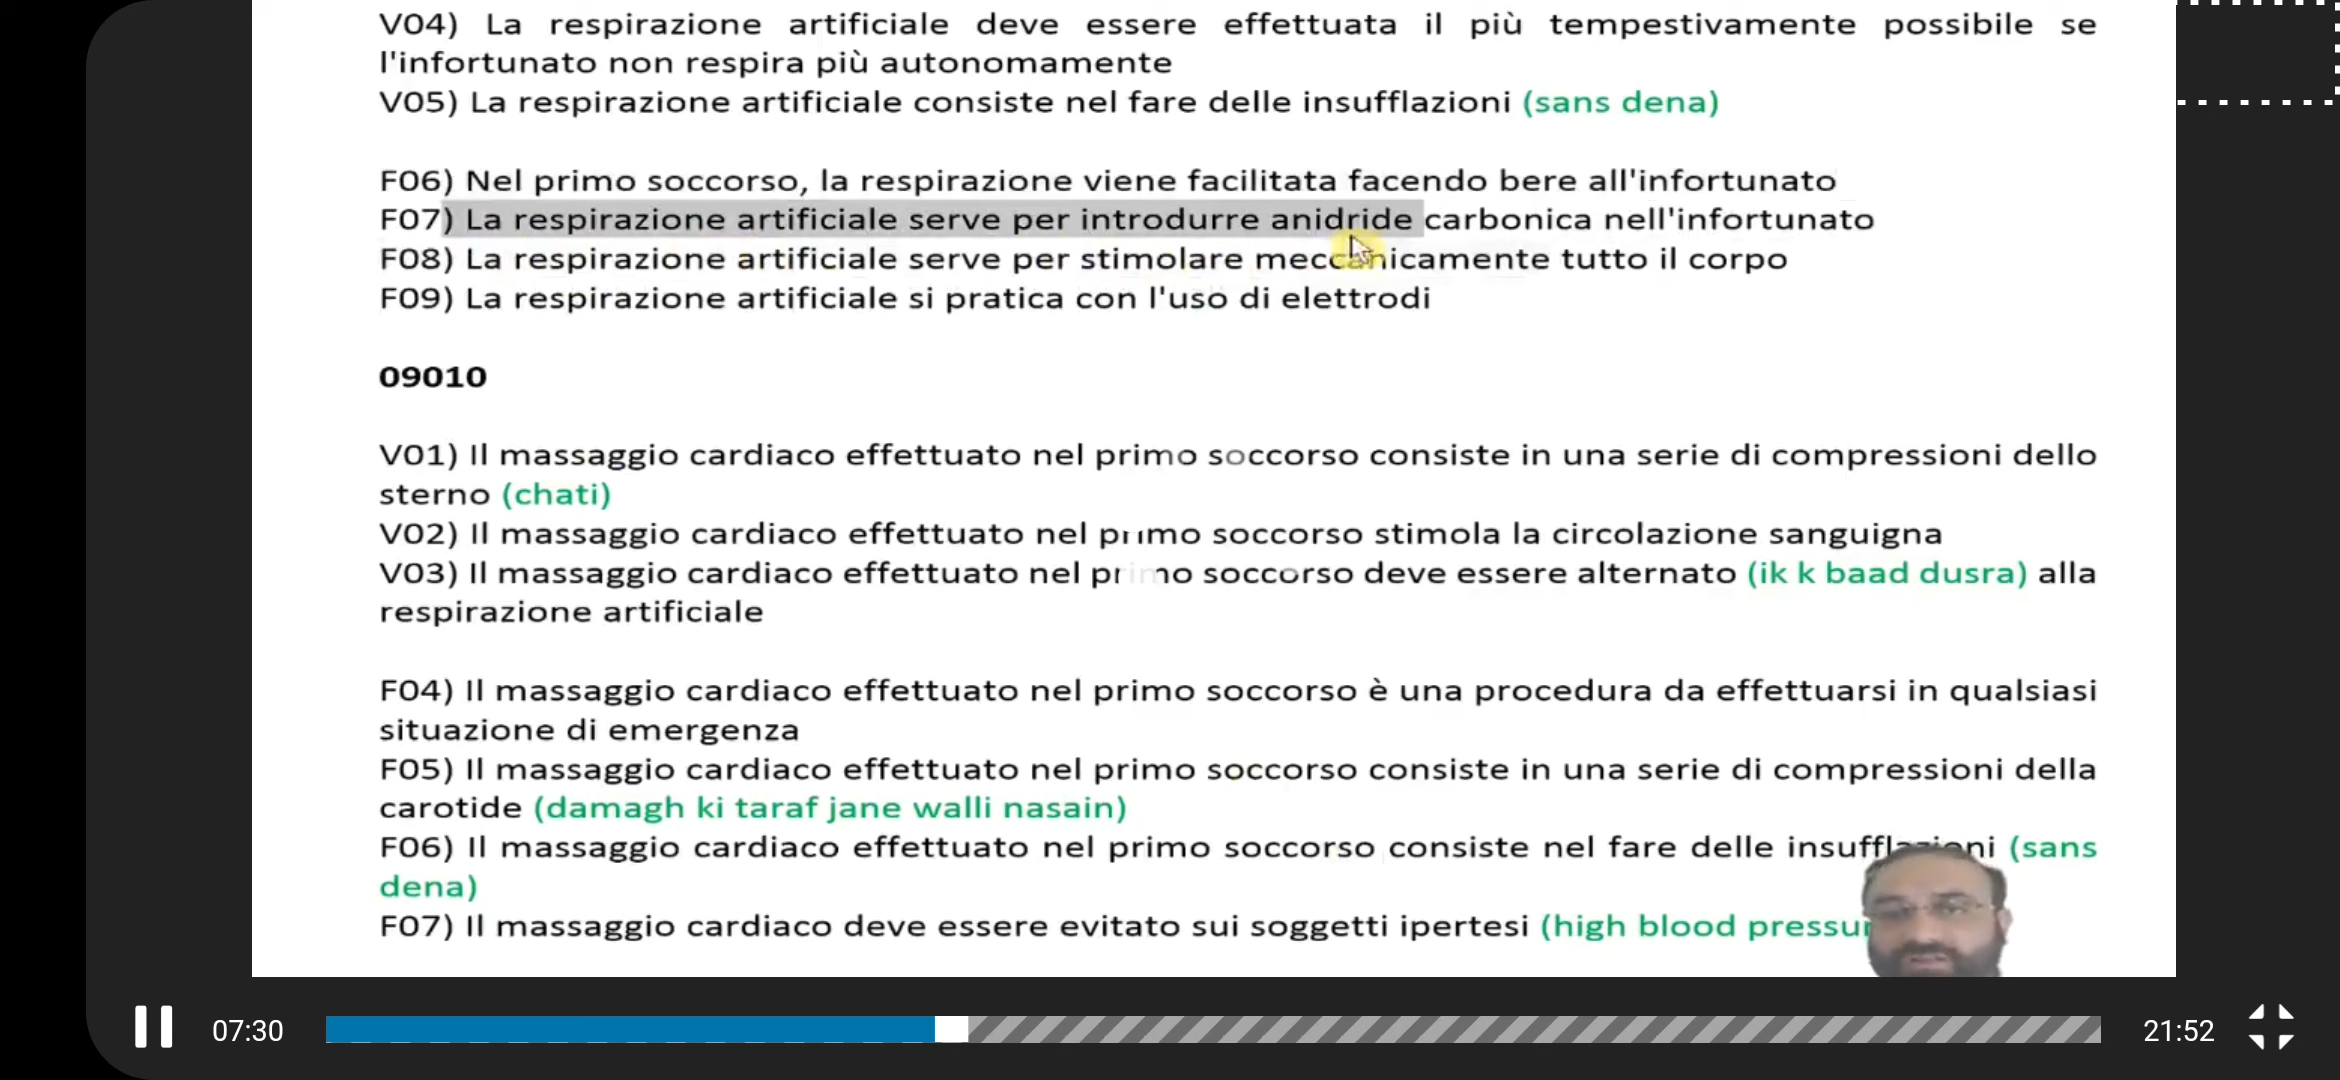 V04) La respirazione artificiale deve essere effettuata il più tempestivamente possibile se
l'infortunato non respira più autonomamente
V05) La respirazione artificiale consiste nel fare delle insufflazioni (sans dena)
F06) Nel primo soccorso, la respirazione viene facilitata facendo bere all'infortunato
F07) La respirazione artificiale serve per introdurre anidride carbonica nell'infortunato
F08) La respirazione artificiale serve per stimolare meccanicamente tutto il corpo
F09) La respirazione artificiale si pratica con l'uso di elettrodi
09010
V01) Il massaggio cardiaco effettuato nel primo soccorso consiste in una serie di compressioni dello
sterno (chati)
V02) Il massaggio cardiaco effettuato nel primo soccorso stimola la circolazione sanguigna
V03) Il massaggio cardiaco effettuato nel primo soccorso deve essere alternato (ik k baad dusra) alla
respirazione artificiale
F04) Il massaggio cardiaco effettuato nel primo soccorso è una procedura da effettuarsi in qualsiasi
situazione di emergenza
F05) Il massaggio cardiaco effettuato nel primo soccorso consiste in una serie di compressioni della
carotide (damagh ki taraf jane walli nasain)
F06) Il massaggio cardiaco effettuato nel primo soccorso consiste nel fare delle insufflazioni (sans
dena)
F07) Il massaggio cardiaco deve essere evitato sui soggetti ipertesi (high blood
07:30
21:52